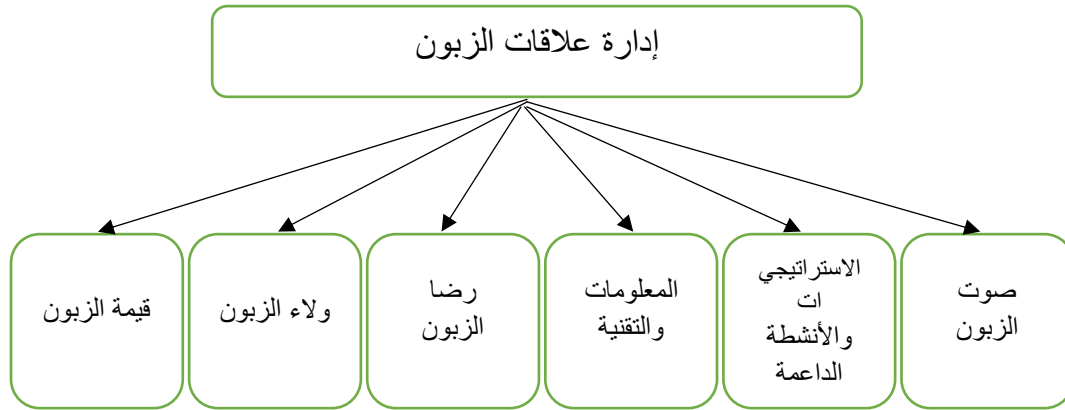 إدارة علاقات الزبون
صوت
الزبون
الاستراتيجي
ات
والأنشطة
الداعمة
المعلومات
والتقنية
رضا
الزبون
ولاء الزبون
قيمة الزبون